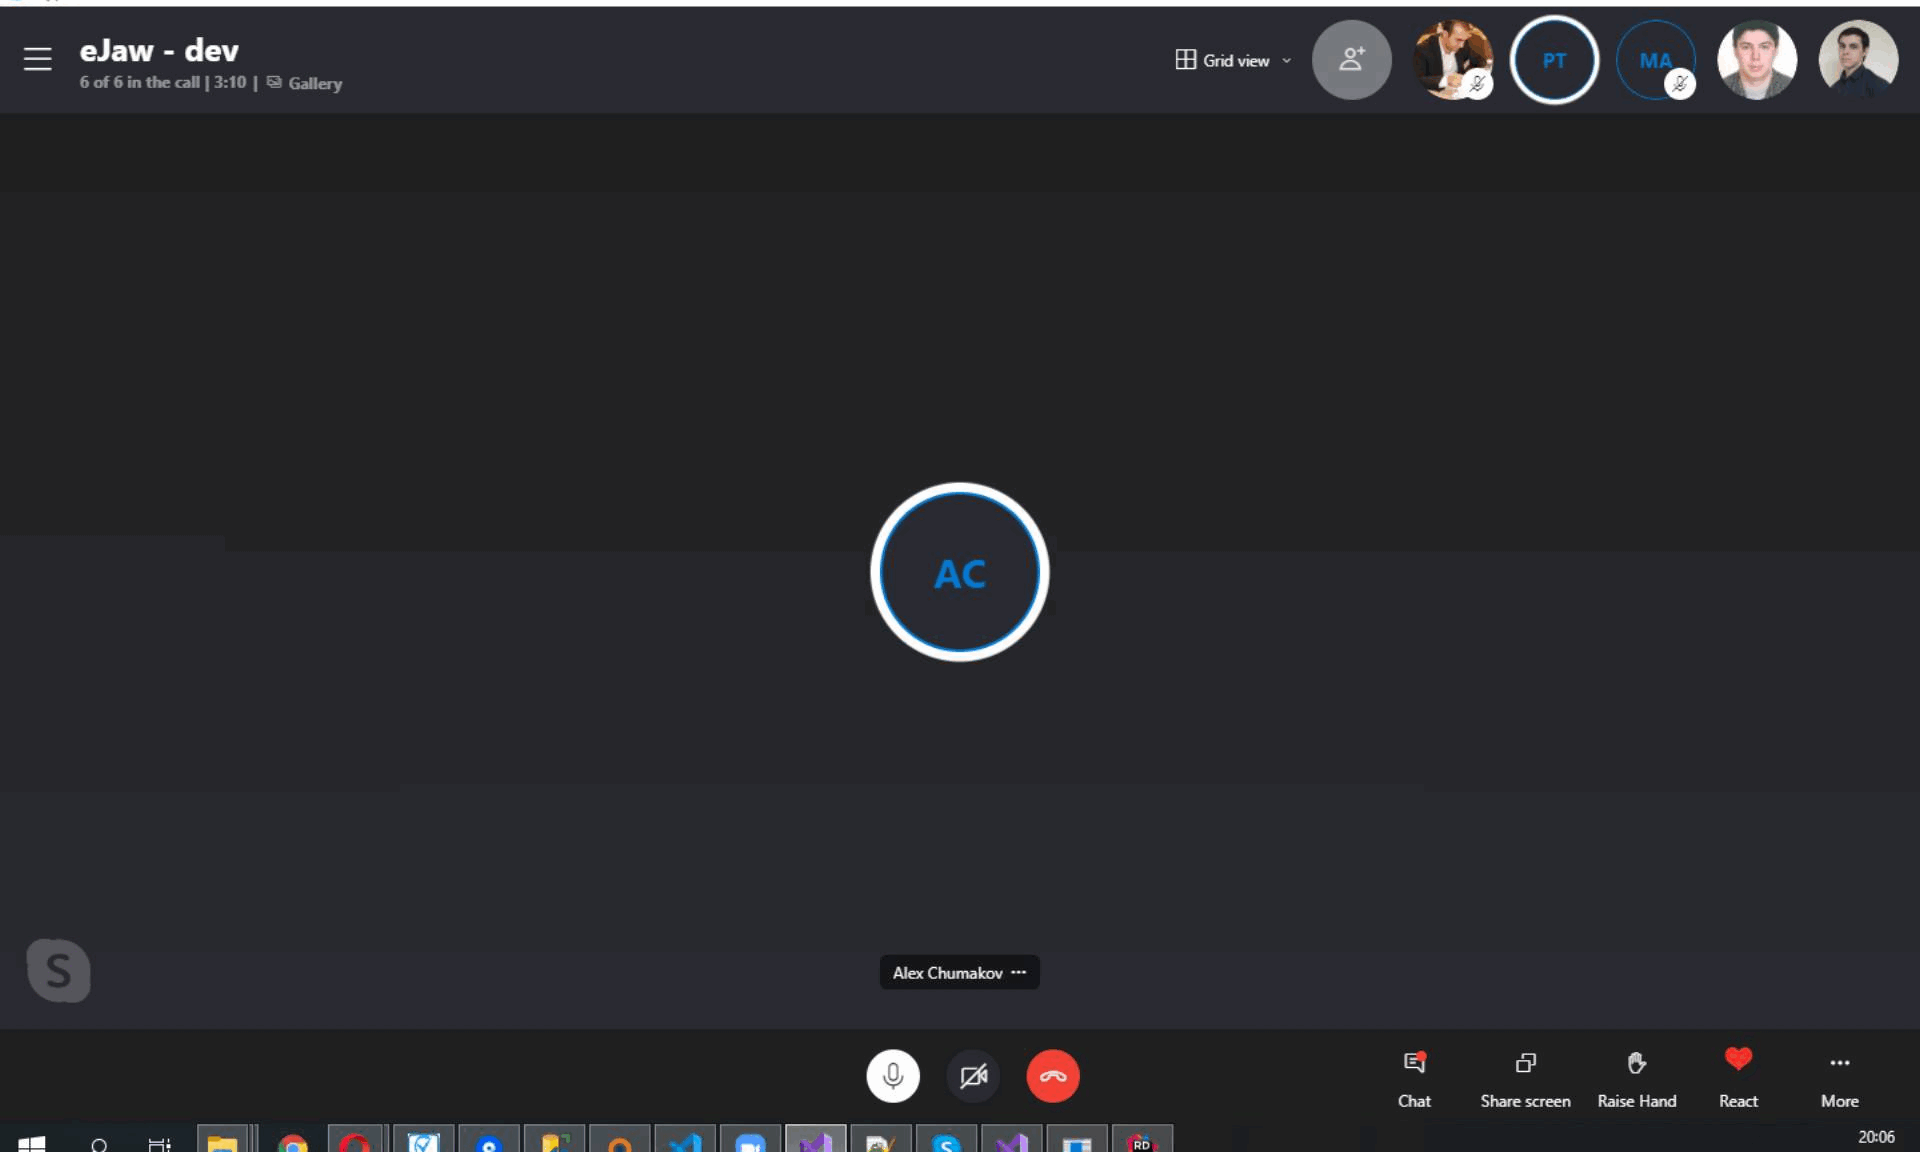 eJaw - dev
6 of 6 in the call | 3:10 | Gallery
Grid view
PT
MA
AC
S
Alex Chumakov ···
Chat
Share screen
Raise Hand
React
More
S
RD
20:06